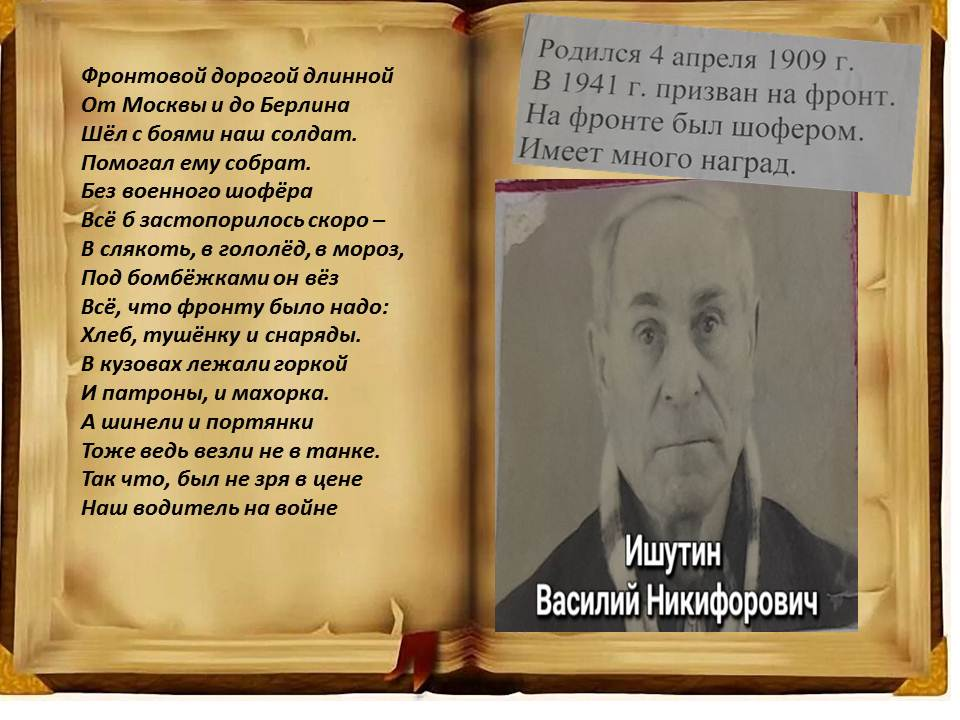 Фронтовой дорогой длинной
От Москвы и до Берлина
Шёл с боями наш солдат.
Помогал ему собрат.
Без военного шофёра
Всё б застопорилось скоро –
В слякоть, в гололёд, в мороз,
Под бомбёжками он вёз
Всё, что фронту было надо:
Хлеб, тушёнку и снаряды.
В кузовах лежали горкой
И патроны, и махорка.
А шинели и портянки
Тоже ведь везли не в танке.
Так что, был не зря в цене
Наш водитель на войне
Родился 4 апреля 1909 г.
В 1941 г. призван на фронт.
На фронте был шофером.
Имеет много наград.
Ишутин
Василий Никифорович